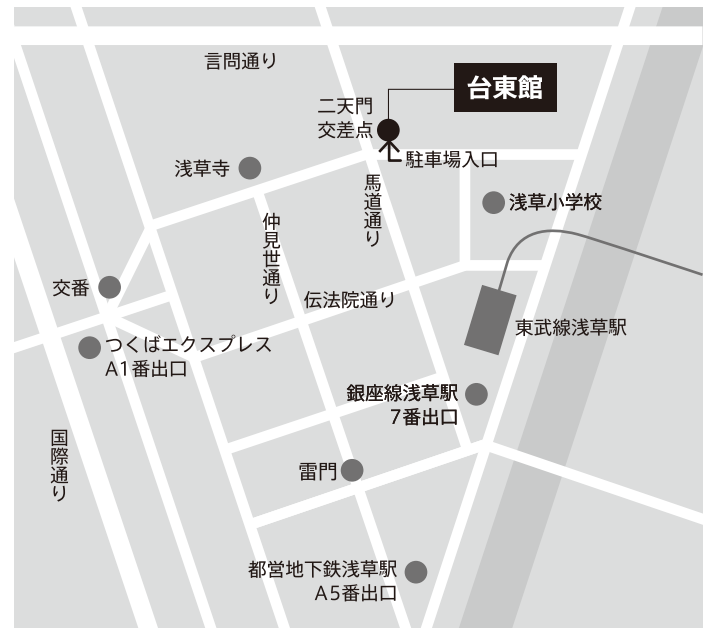 言問通り
台東館
二天門
交差点
駐車場入口
浅草寺
馬道通り
浅草小学校
仲見世通り
交番
伝法院通り
東武線浅草駅
つくばエクスプレス
A1番出口
銀座線浅草駅
7番出口
国際通り
雷門
都営地下鉄浅草駅
A5番出口